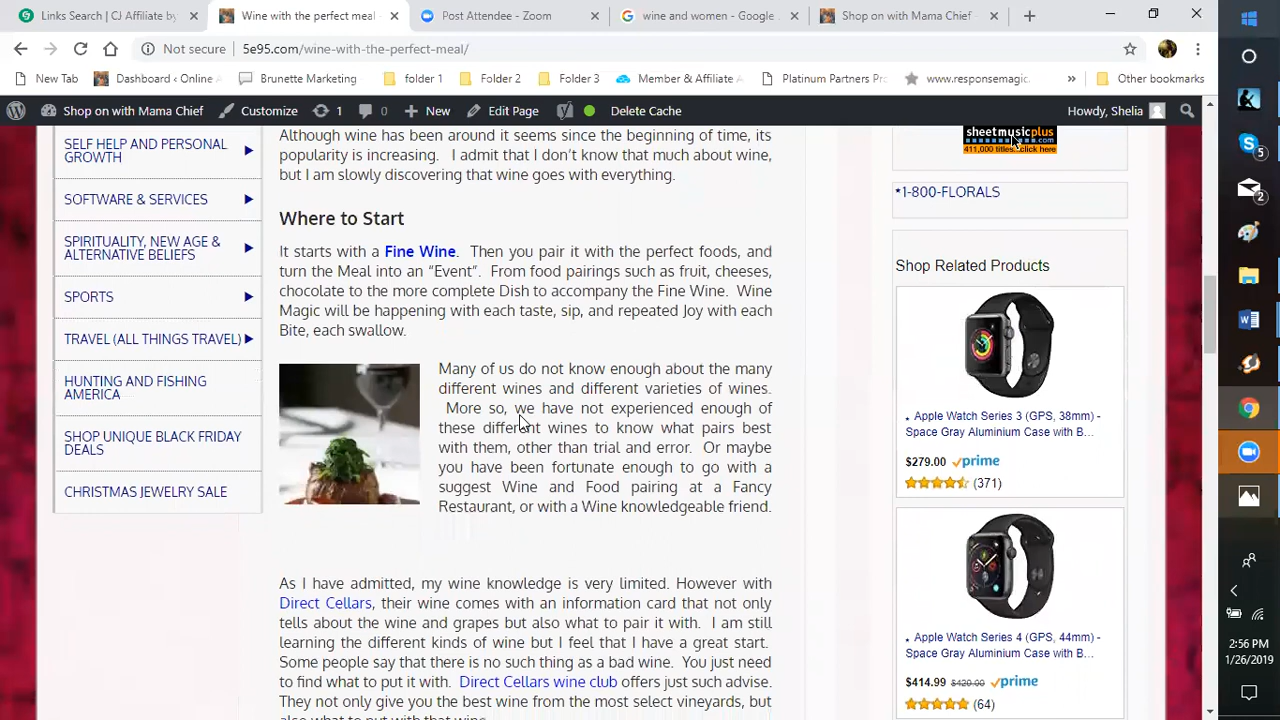 Links Search | CJ Affiliate by
Wine with the perfect meal -
Post Attendee - Zoom
wine and women - Google
Shop on with Mama Chief
Not secure
5e95.com/wine-with-the-perfect-meal/
New Tab
Dashboard ‹ Online
Brunette Marketing
folder 1
Folder 2
Folder 3
Member & Affiliate
Platinum Partners
www.responsemagic
Other bookmarks
Shop on with Mama Chief
Customize
1
0
New
Edit Page
Delete Cache
Howdy, Shelia
SELF HELP AND PERSONAL
GROWTH
SOFTWARE & SERVICES
SPIRITUALITY, NEW AGE &
ALTERNATIVE BELIEFS
SPORTS
TRAVEL (ALL THINGS TRAVEL)
HUNTING AND FISHING
AMERICA
SHOP UNIQUE BLACK FRIDAY
DEALS
CHRISTMAS JEWELRY SALE
Although wine has been around it seems since the beginning of time, its
popularity is increasing. I admit that I don't know that much about wine,
but I am slowly discovering that wine goes with everything.
Where to Start
It starts with a Fine Wine. Then you pair it with the perfect foods, and
turn the Meal into an “Event”. From food pairings such as fruit, cheeses,
chocolate to the more complete Dish to accompany the Fine Wine. Wine
Magic will be happening with each taste, sip, and repeated Joy with each
Bite, each swallow.
Many of us do not know enough about the many
different wines and different varieties of wines.
More so, we have not experienced enough of
these different wines to know what pairs best
with them, other than trial and error. Or maybe
you have been fortunate enough to go with a
suggest Wine and Food pairing at a Fancy
Restaurant, or with a Wine knowledgeable friend.
As I have admitted, my wine knowledge is very limited. However with
Direct Cellars, their wine comes with an information card that not only
tells about the wine and grapes but also what to pair it with. I am still
learning the different kinds of wine but I feel that I have a great start.
Some people say that there is no such thing as a bad wine. You just need
to find what to put it with. Direct Cellars wine club offers just such advise.
They not only give you the best wine from the most select vineyards, but
also what to put with that wine
sheetmusicplus
.com
411,000 titles. click here
*1-800-FLORALS
Shop Related Products
Apple Watch Series 3 (GPS, 38mm) -
Space Gray Aluminium Case with B...
$279.00 prime
(371)
Apple Watch Series 4 (GPS, 44mm) -
Space Gray Aluminium Case with B...
$414.99 $429.00 prime
(64)
5
2
2:56 PM
1/26/2019